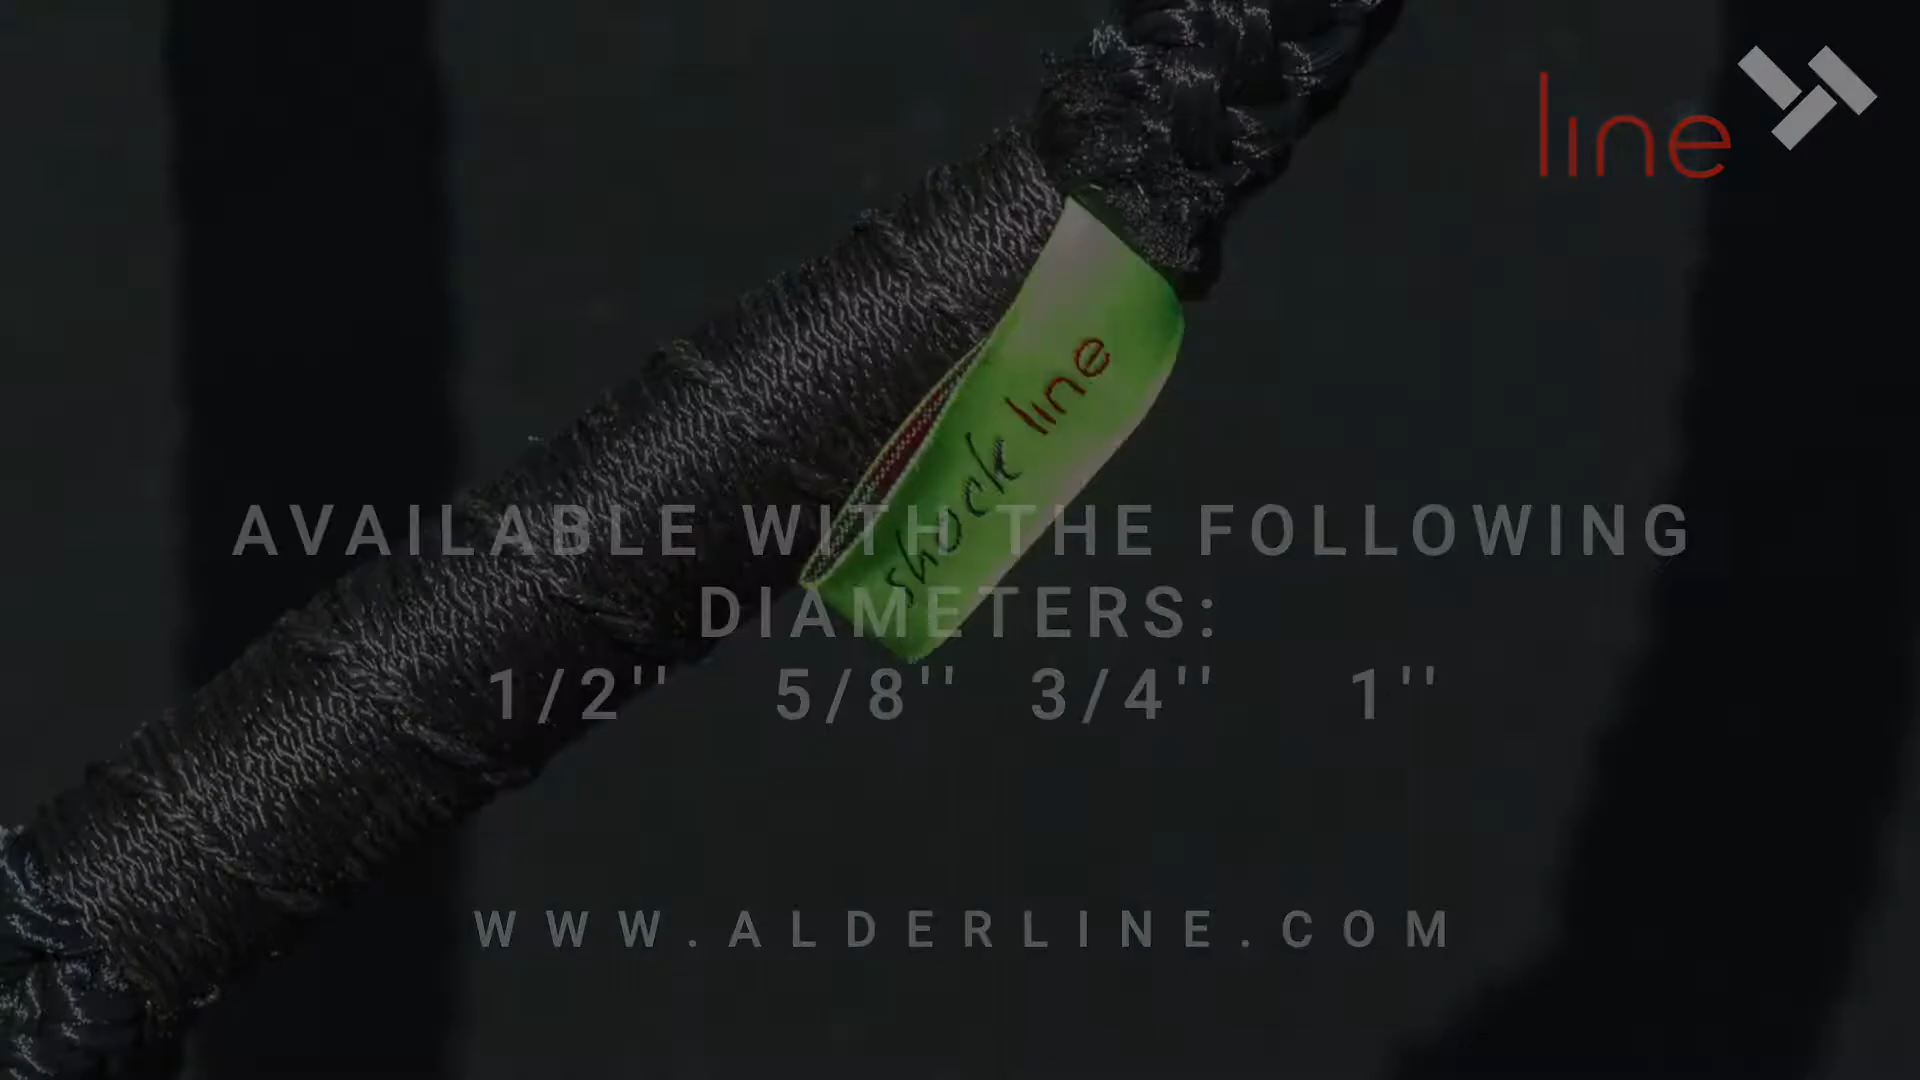 line
shock line
AVAILABLE WITH THE FOLLOWING
DIAMETERS:
1/2'' 5/8'' 3/4'' 1''
WWW.ALDERLINE.COM